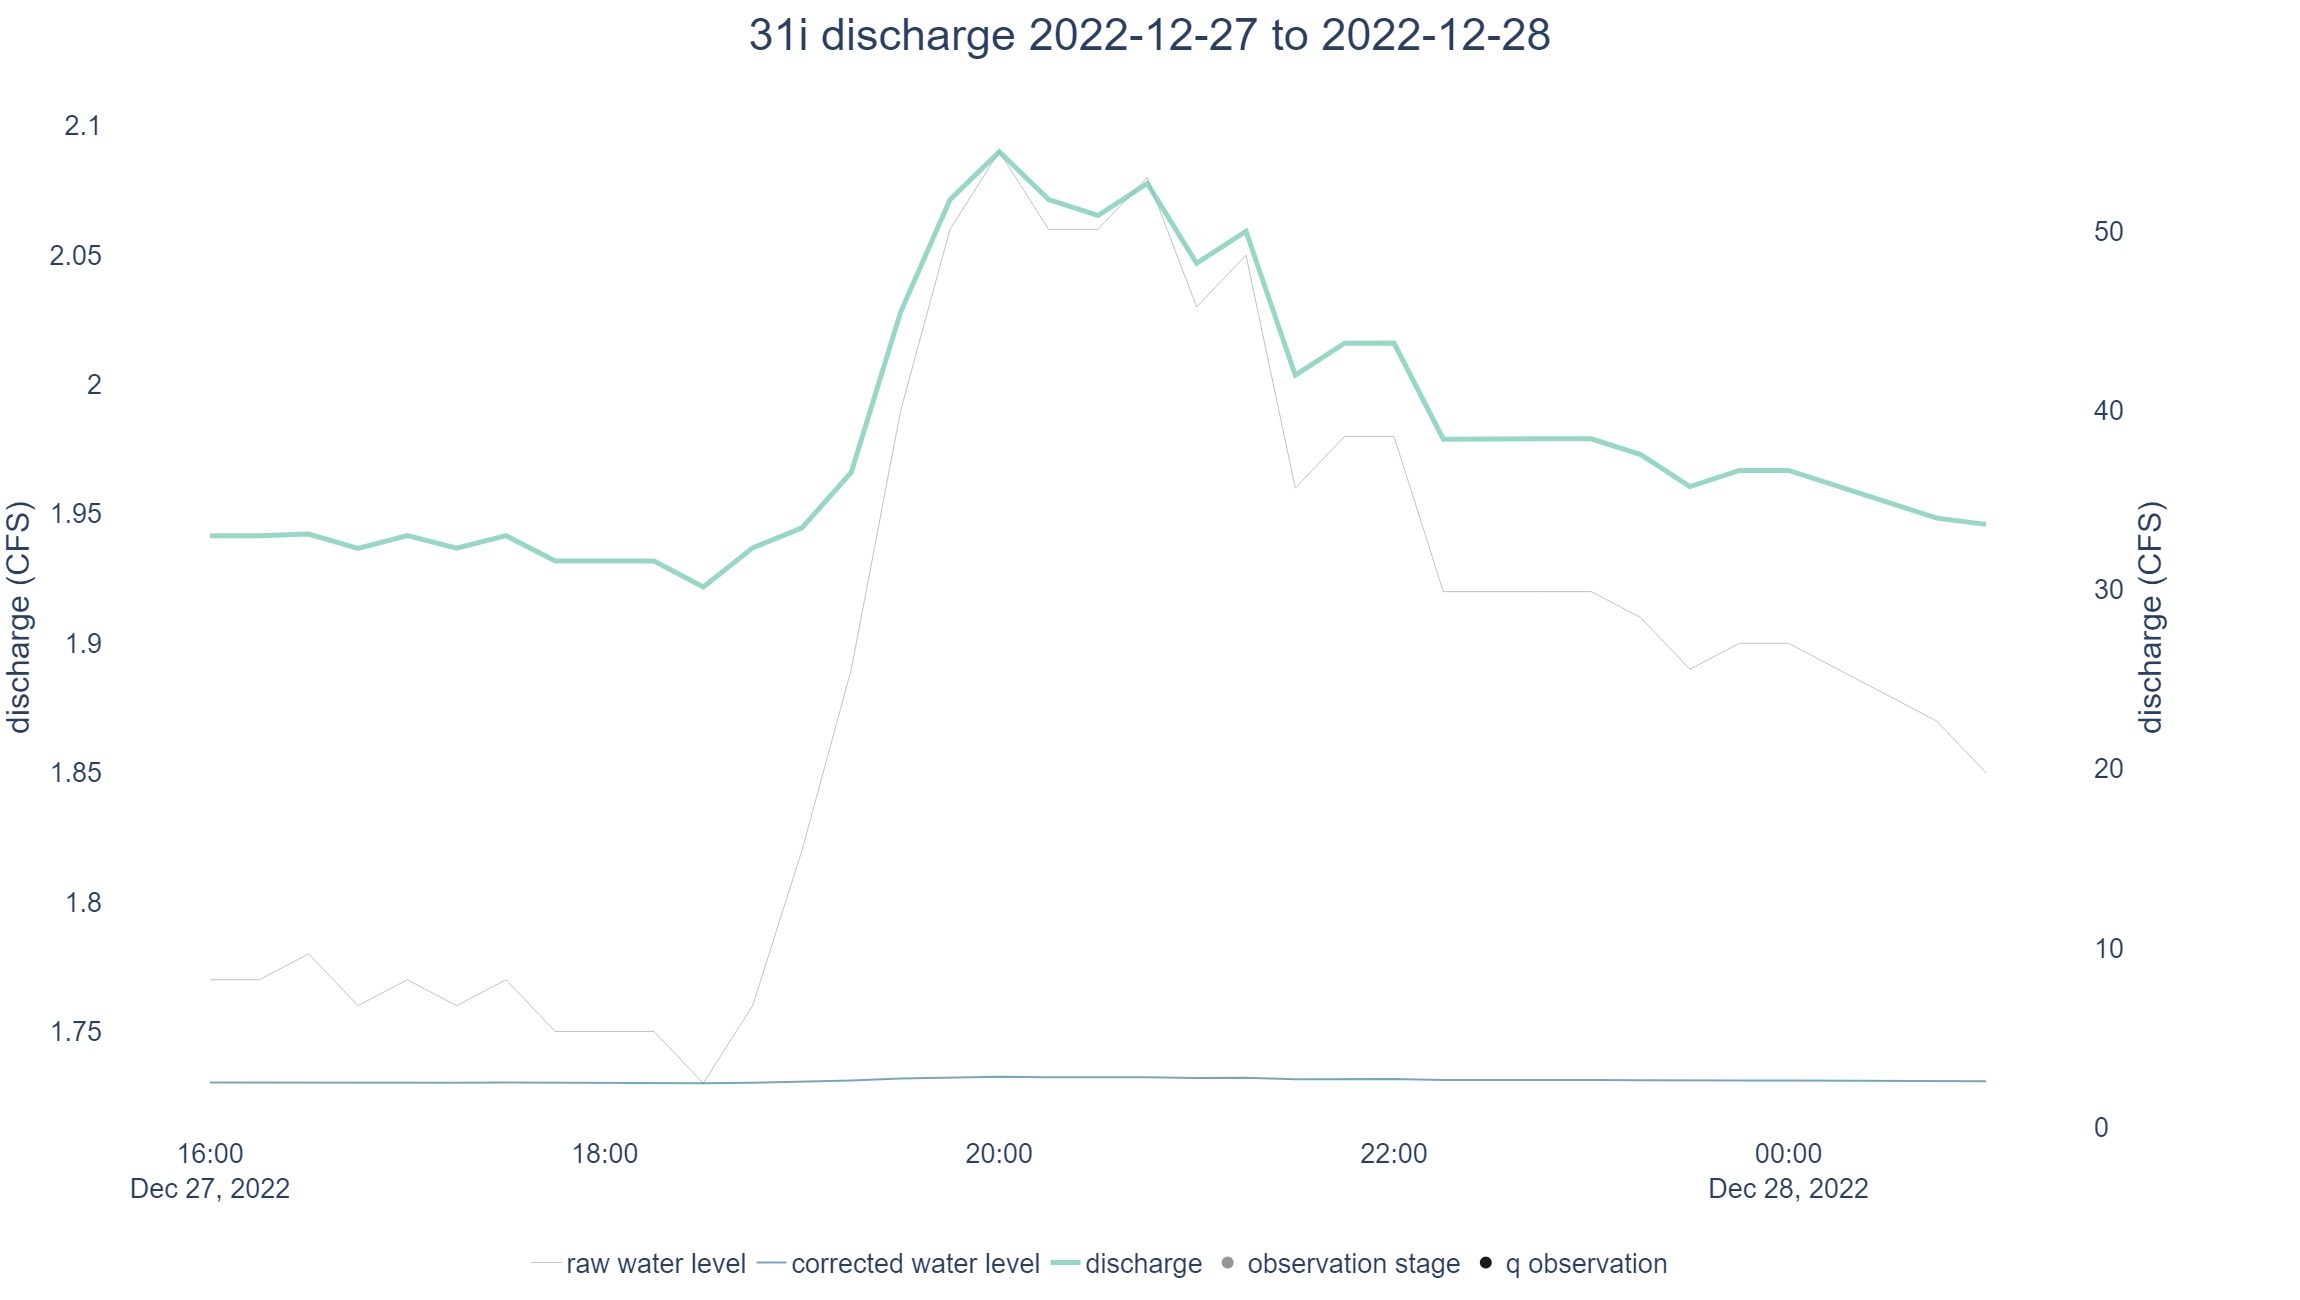 31i discharge 2022-12-27 to 2022-12-28
2.1
2.05
2
1.95
1.9
1.85
1.8
1.75
discharge (CFS)
50
40
30
20
10
0
discharge (CFS)
16:00 18:00 20:00 22:00 00:00
Dec 27, 2022 Dec 28, 2022
raw water level corrected water level discharge observation stage q observation